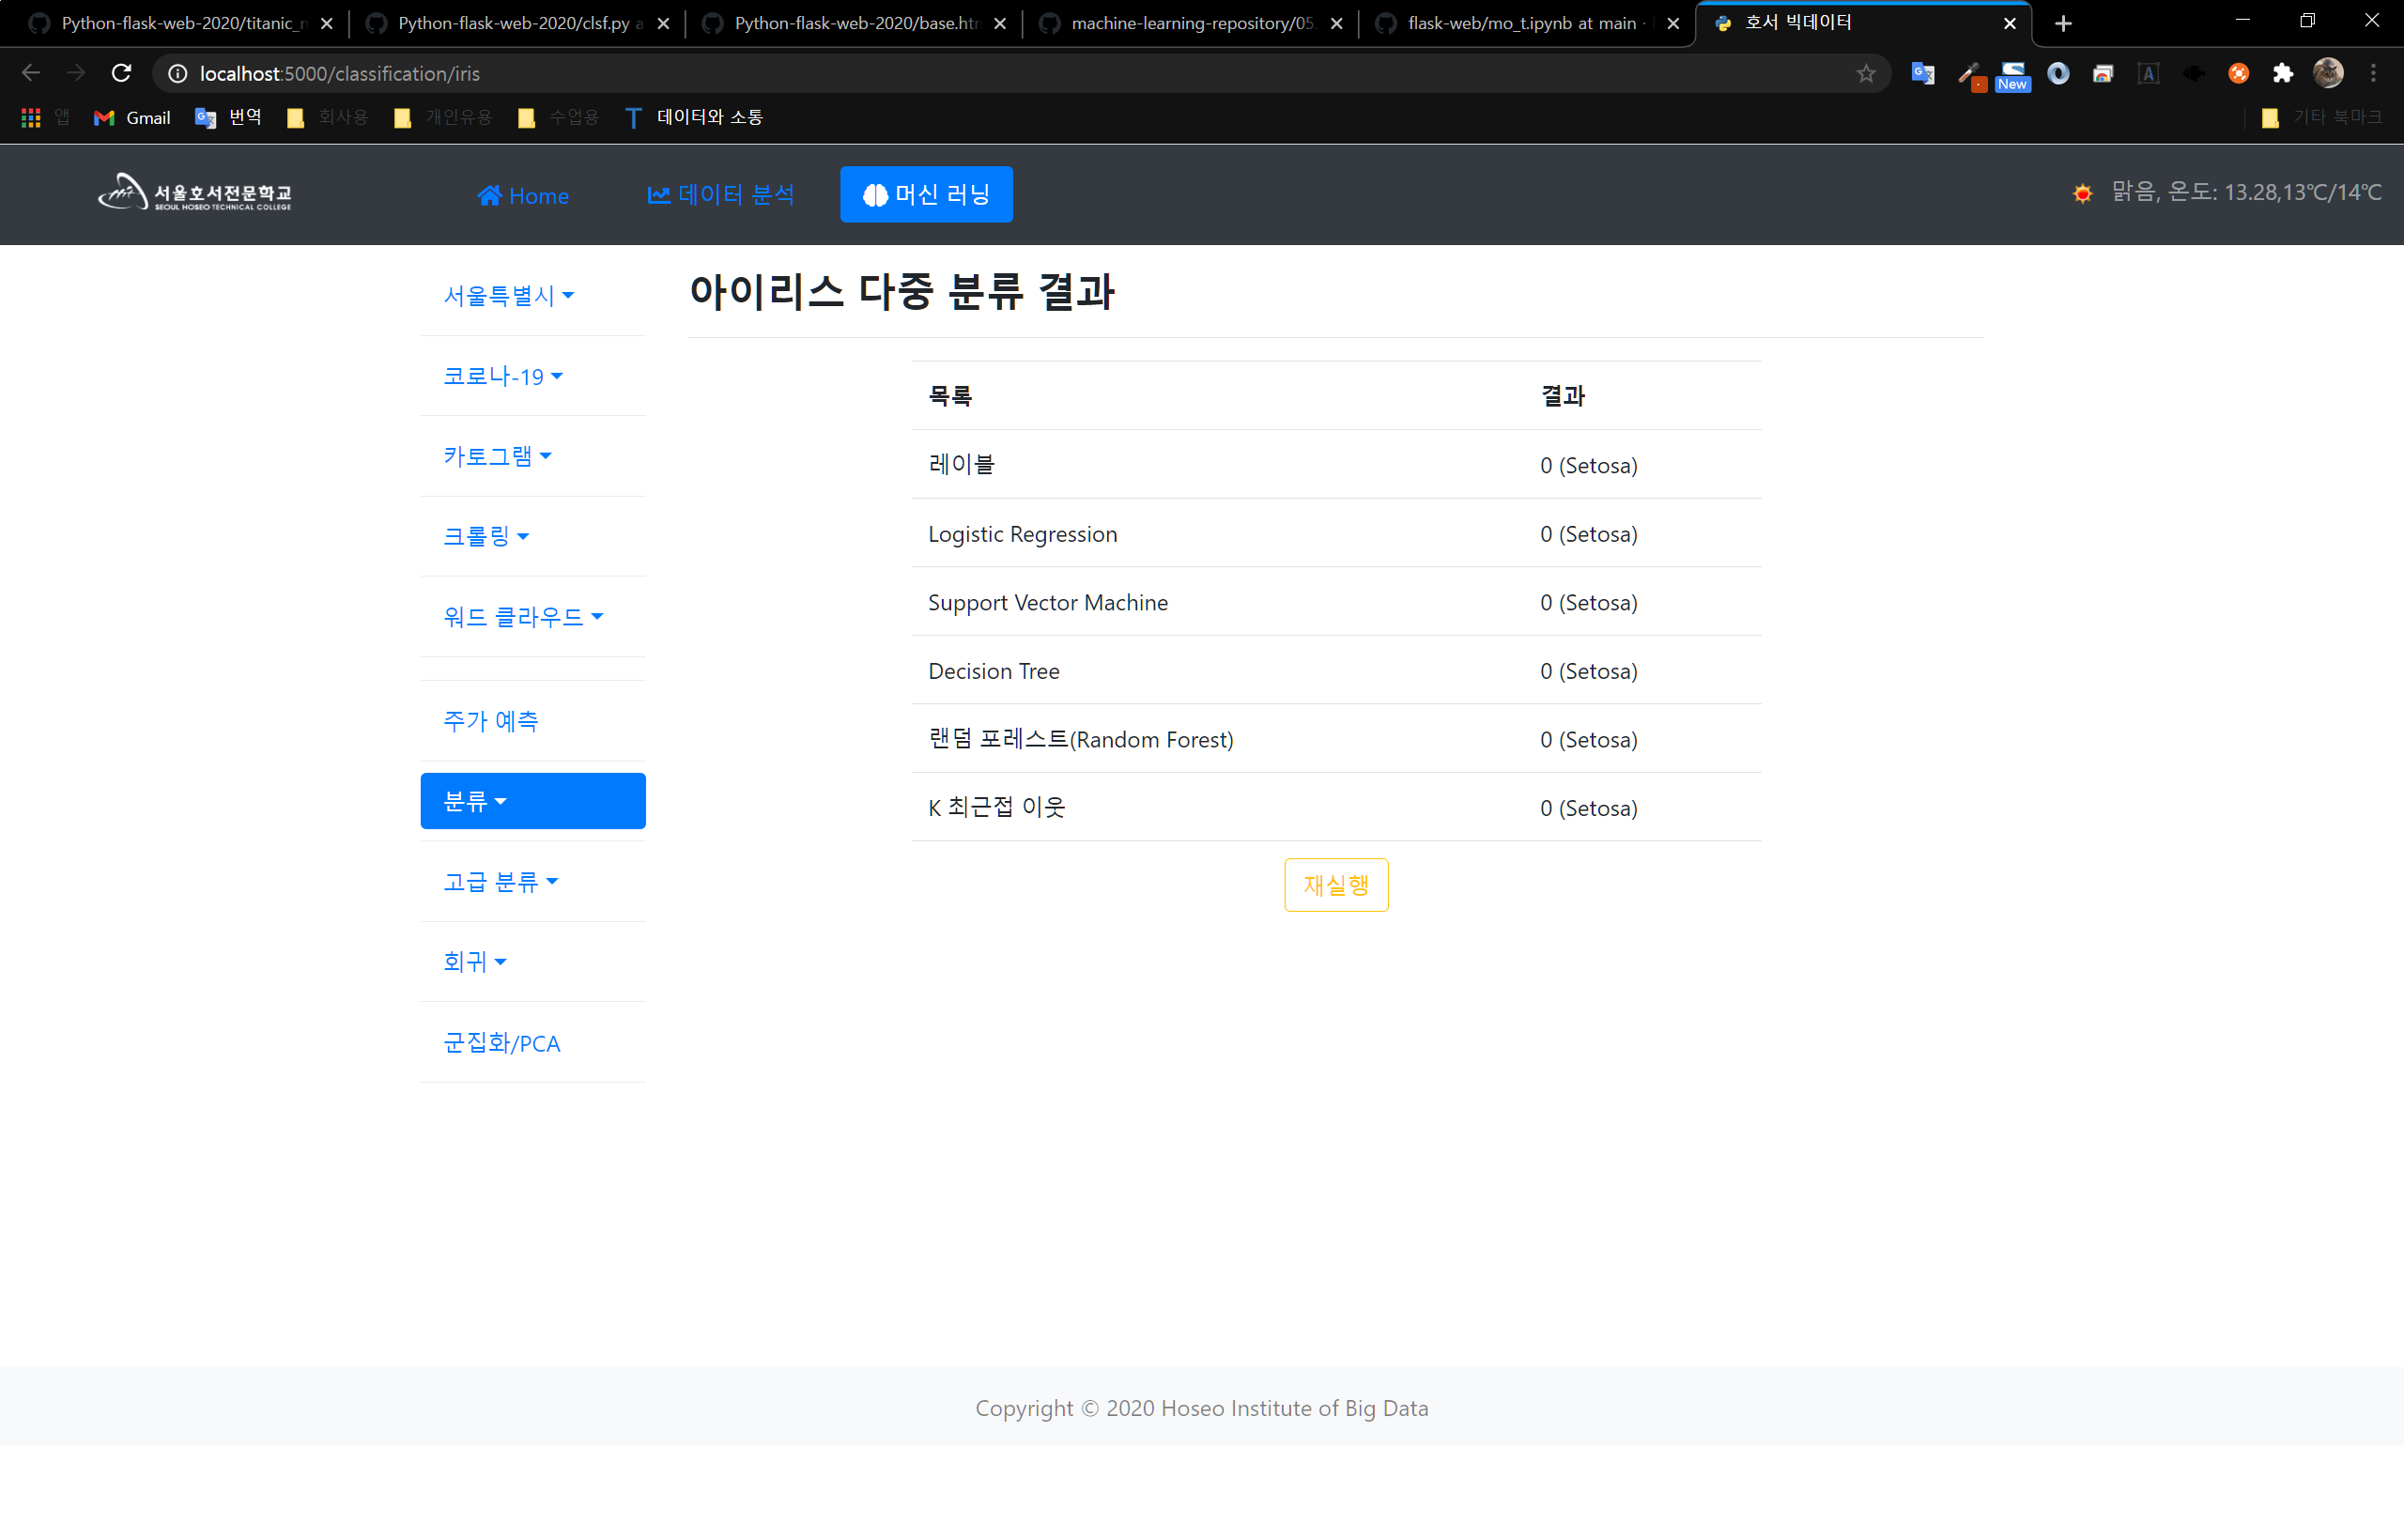 Python-flask-web-2020/titanic_n
Python-flask-web-2020/clsf.py a
Python-flask-web-2020/base.htm
machine-learning-repository/05.
flask-web/mo_t.ipynb at main ·
호서 빅데이터
localhost:5000/classification/iris
New
앱
Gmail
번역
회사용
개인유용
수업용
데이터와 소통
기타 북마크
서울호서전문학교
SEOUL HOSEO TECHNICAL COLLEGE
Home
데이터 분석
머신 러닝
맑음, 온도: 13.28,13℃/14℃
서울특별시
코로나-19
카토그램
크롤링
워드 클라우드
주가 예측
분류
고급 분류
회귀
군집화/PCA
아이리스 다중 분류 결과
목록 결과
레이블 0 (Setosa)
Logistic Regression 0 (Setosa)
Support Vector Machine 0 (Setosa)
Decision Tree 0 (Setosa)
랜덤 포레스트(Random Forest) 0 (Setosa)
K 최근접 이웃 0 (Setosa)
재실행
Copyright © 2020 Hoseo Institute of Big Data